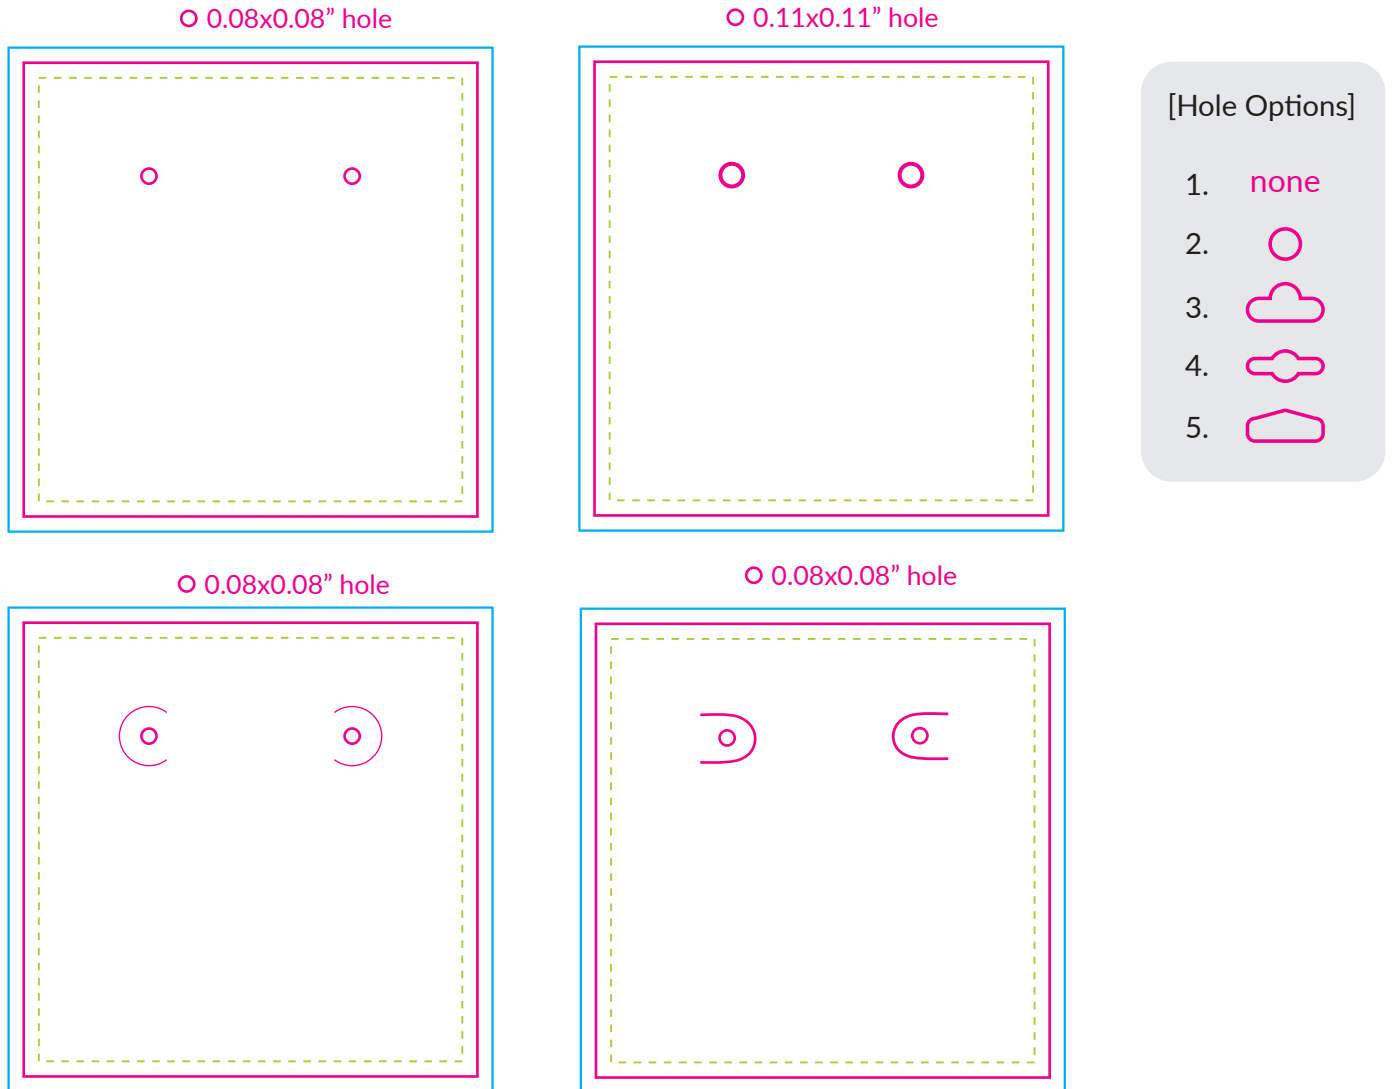 0.08x0.08” hole
0.11x0.11” hole
[Hole Options]
1. none
2.
3.
4.
5.
0.08x0.08” hole
0.08x0.08” hole